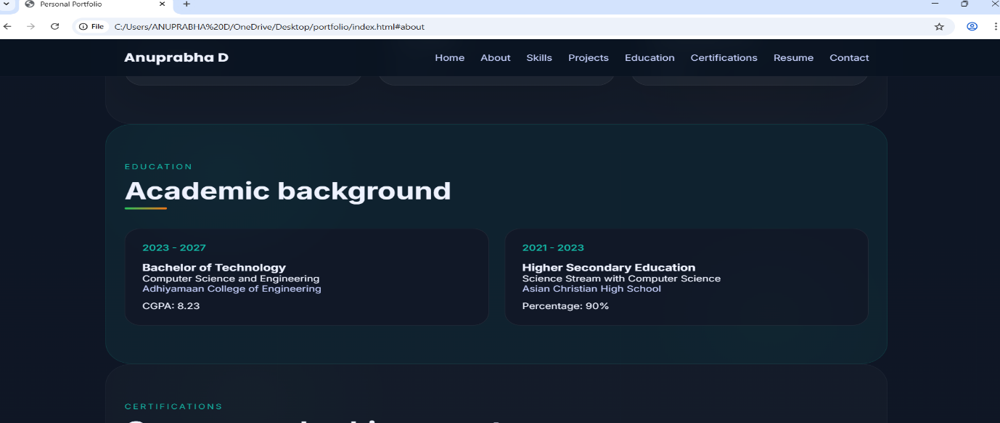 Personal Portfolio
File C:/Users/ANUPRABHA%20D/OneDrive/Desktop/portfolio/index.html#about
Anuprabha D Home About Skills Projects Education Certifications Resume Contact
EDUCATION
Academic background
2023 - 2027
Bachelor of Technology
Computer Science and Engineering
Adhiyamaan College of Engineering
CGPA: 8.23
2021 - 2023
Higher Secondary Education
Science Stream with Computer Science
Asian Christian High School
Percentage: 90%
CERTIFICATIONS